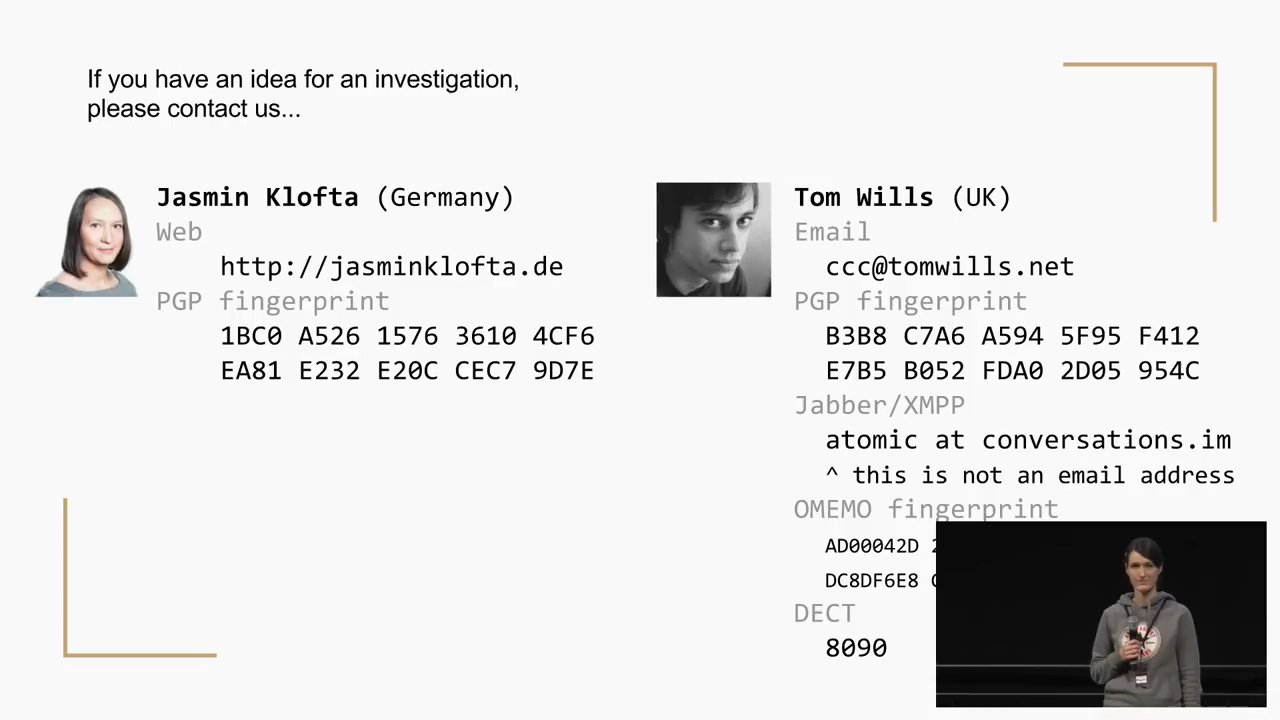 If you have an idea for an investigation,
please contact us...
Jasmin Klofta (Germany)
Web
http://jasminklofta.de
PGP fingerprint
1BC0 A526 1576 3610 4CF6
EA81 E232 E20C CEC7 9D7E
Tom Wills (UK)
Email
ccc@tomwills.net
PGP fingerprint
B3B8 C7A6 A594 5F95 F412
E7B5 B052 FDA0 2D05 954C
Jabber/XMPP
atomic at conversations.im
^ this is not an email address
OMEMO fingerprint
AD00042D
DC8DF6E8
DECT
8090